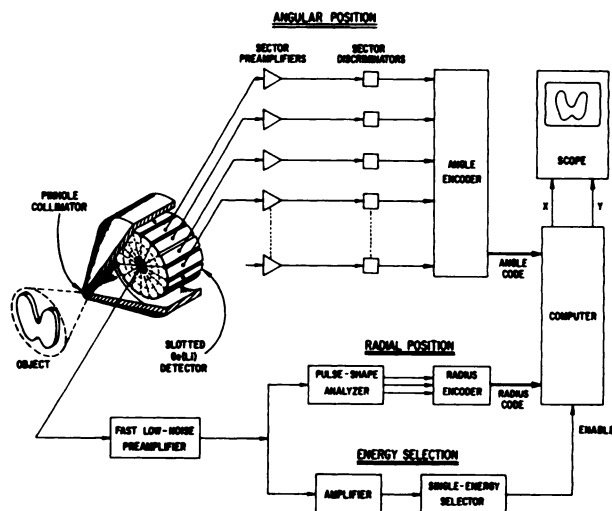 ANGULAR POSITION
SECTOR
PREAMPLIFIERS
SECTOR
DISCRIMINATORS
ANGLE
ENCODER
SCOPE
X
Y
PINHOLE
COLLIMATOR
ANGLE
CODE
COMPUTER
OBJECT
SLOTTED
Ge(Li)
DETECTOR
RADIAL POSITION
PULSE-SHAPE
ANALYZER
RADIUS
ENCODER
RADIUS
CODE
FAST LOW-NOISE
PREAMPLIFIER
ENABLE
ENERGY SELECTION
AMPLIFIER
SINGLE-ENERGY
SELECTOR